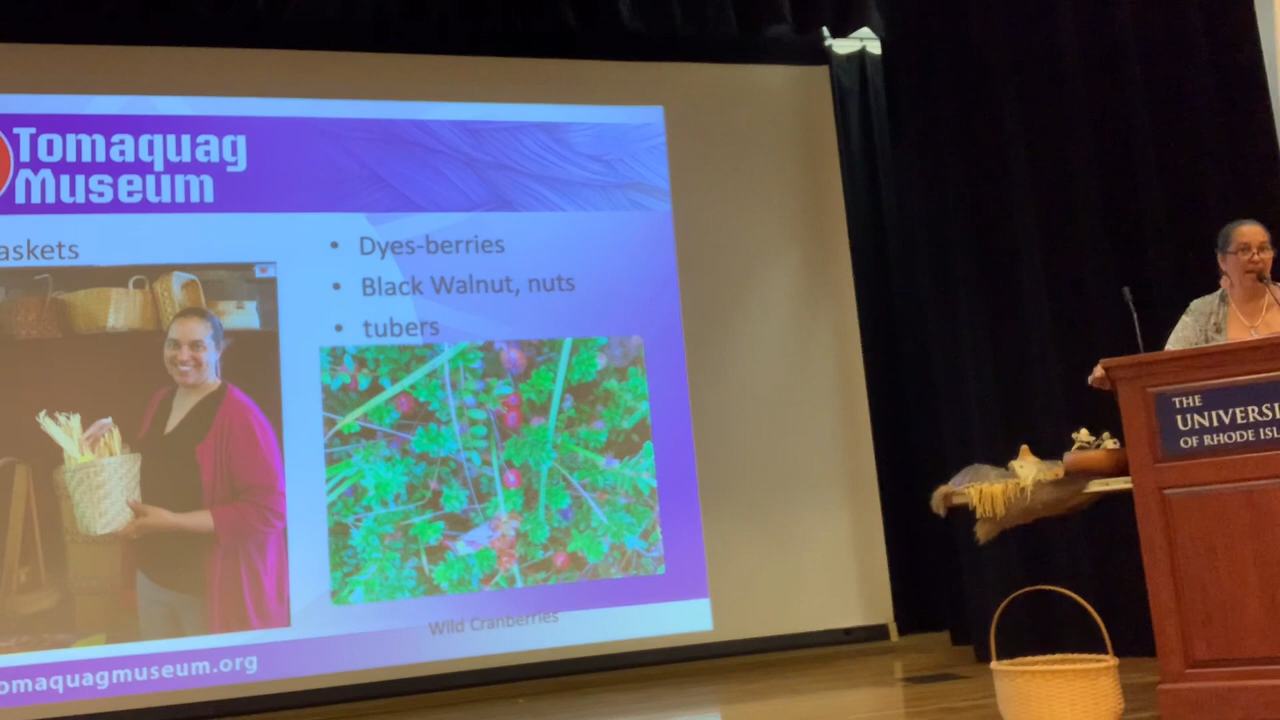 Tomaquag
Museum
askets
• Dyes-berries
• Black Walnut, nuts
• tubers
Wild Cranberries
omaquagmuseum.org
THE
UNIVERSI
OF RHODE ISL